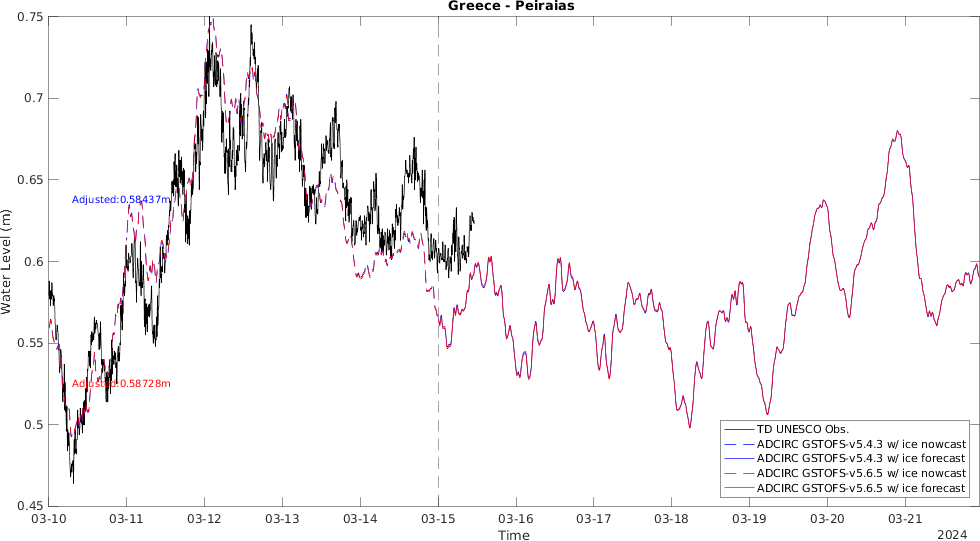 Greece - Peiraias
0.75
0.7
0.65
0.6
0.55
0.5
0.45
Water Level (m)
Adjusted:0.58437m
Adjusted:0.58728m
TD UNESCO Obs.
ADCIRC GSTOFS-v5.4.3 w/ ice nowcast
ADCIRC GSTOFS-v5.4.3 w/ ice forecast
ADCIRC GSTOFS-v5.6.5 w/ ice nowcast
ADCIRC GSTOFS-v5.6.5 w/ ice forecast
03-10 03-11 03-12 03-13 03-14 03-15 03-16 03-17 03-18 03-19 03-20 03-21
Time
2024